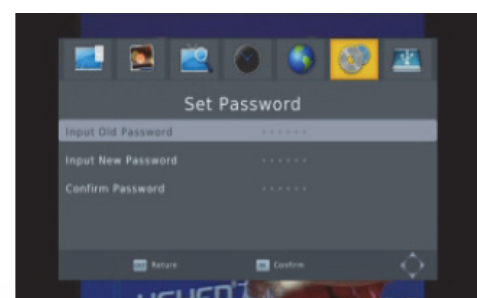 Set Password
Input Old Password ······
Input New Password ······
Confirm Password ······
Return Confirm